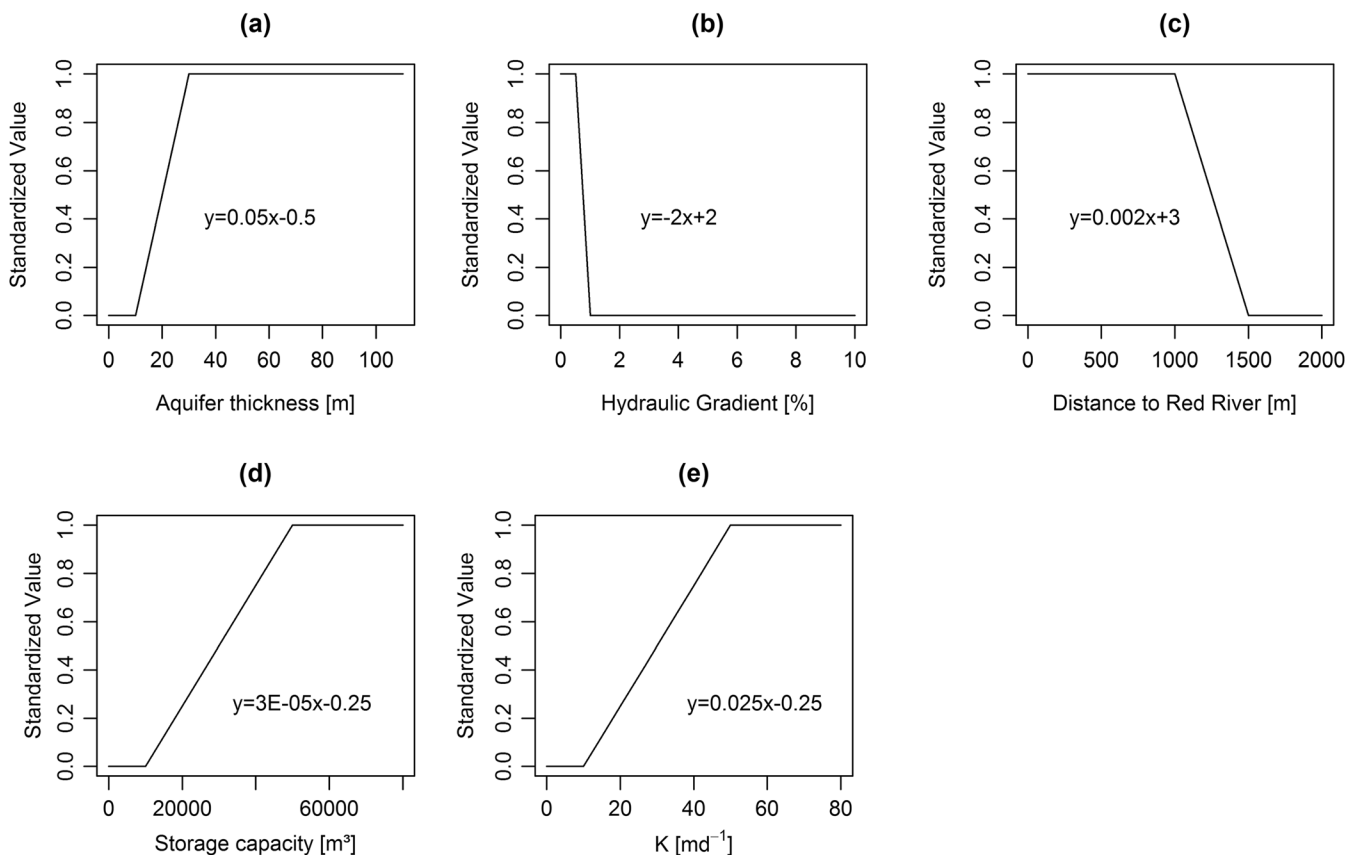 (a)
Standardized Value
1.0
0.8
0.6
0.4
0.2
0.0
y=0.05x-0.5
0 20 40 60 80 100
Aquifer thickness [m]
(b)
Standardized Value
1.0
0.8
0.6
0.4
0.2
0.0
y=-2x+2
0 2 4 6 8 10
Hydraulic Gradient [%]
(c)
Standardized Value
1.0
0.8
0.6
0.4
0.2
0.0
y=0.002x+3
0 500 1000 1500 2000
Distance to Red River [m]
(d)
Standardized Value
1.0
0.8
0.6
0.4
0.2
0.0
y=3E-05x-0.25
0 20000 60000
Storage capacity [m³]
(e)
Standardized Value
1.0
0.8
0.6
0.4
0.2
0.0
y=0.025x-0.25
0 20 40 60 80
K [md⁻¹]